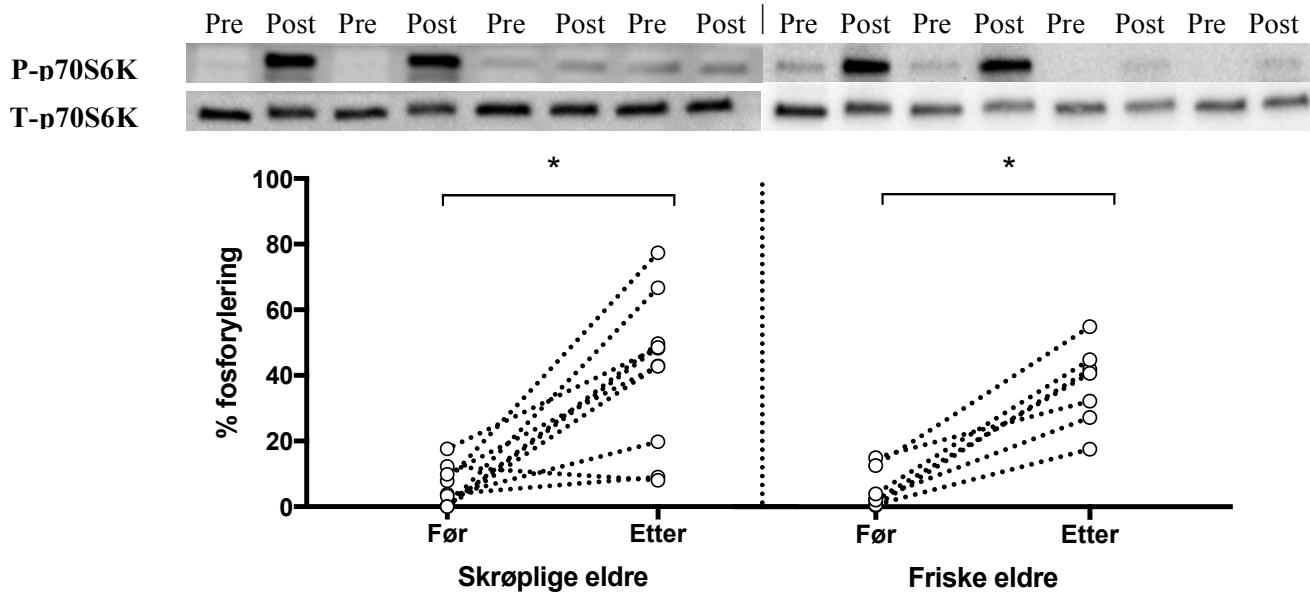 Pre Post Pre Post Pre Post Pre Post | Pre Post Pre Post Pre Post Pre Post
P-p70S6K
T-p70S6K
* *
100
80
60
40
20
0
% fosforylering
Før Etter Før Etter
Skrøplige eldre Friske eldre